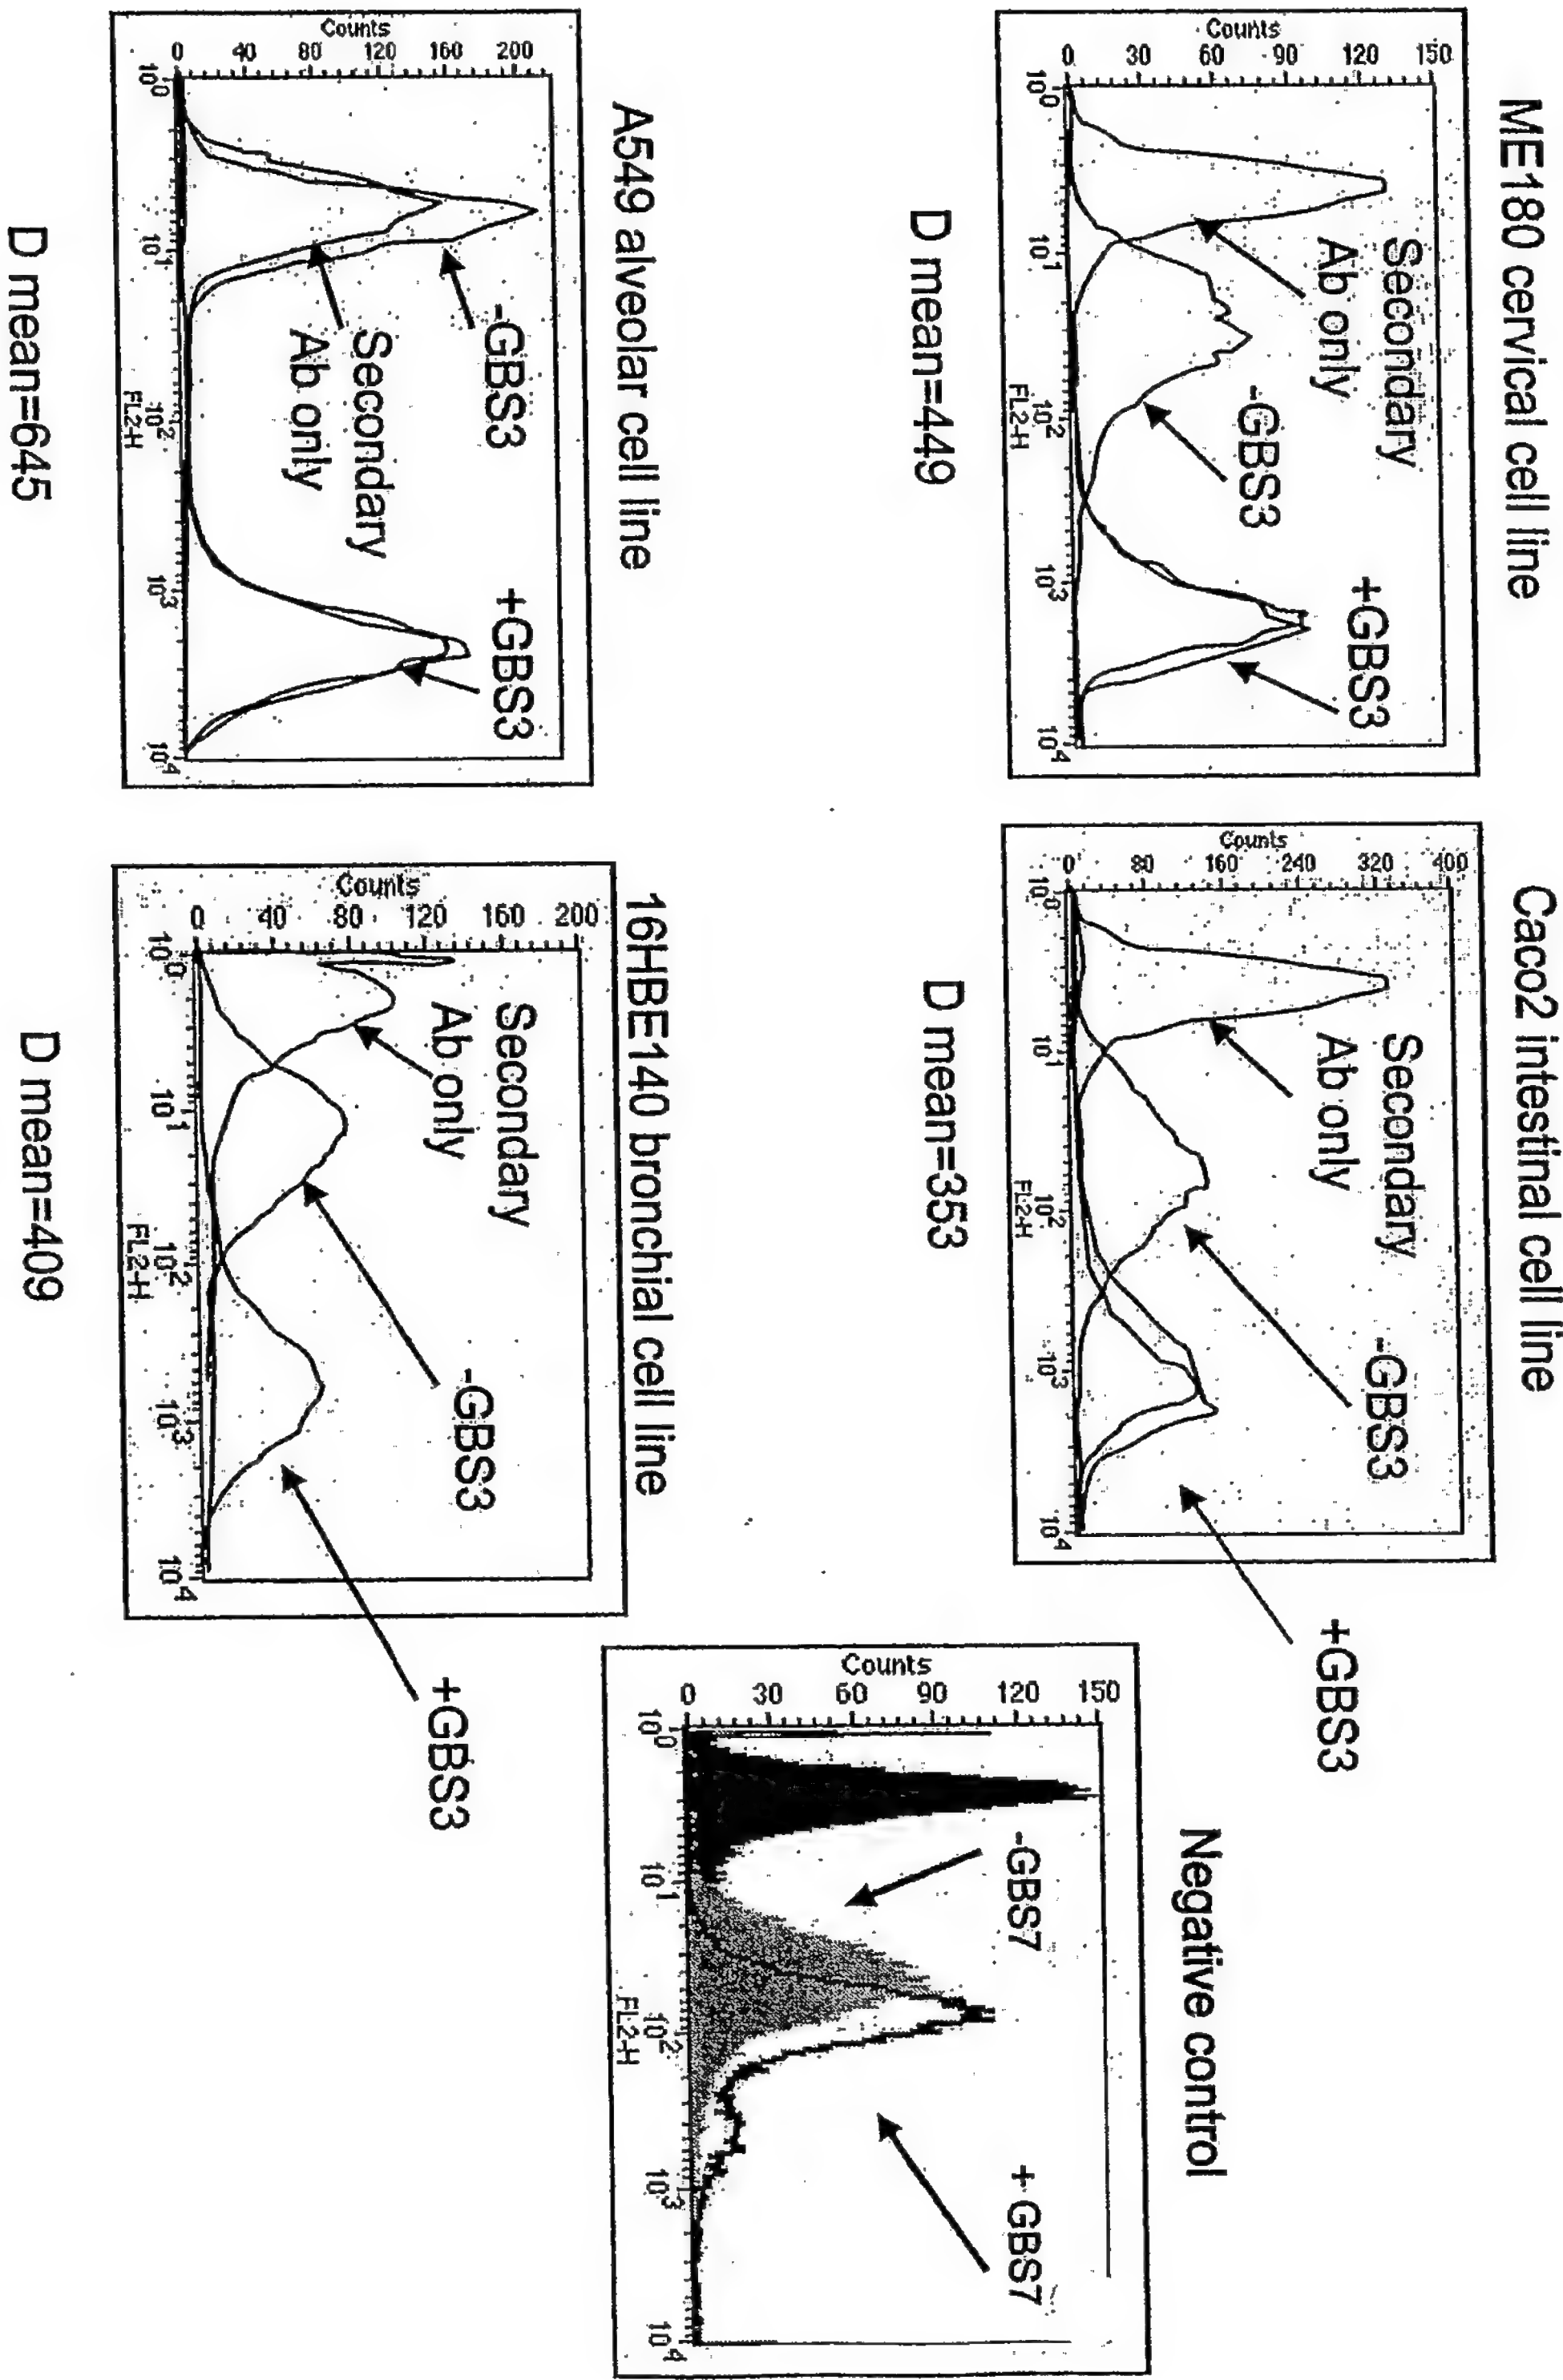 ME180 cervical cell line
Counts
0 30 60 90 120 150
10^0 10^1 10^2 10^3 10^4
FL2-H
Secondary
Ab only
-GBS3
+GBS3
D mean=449
Caco2 intestinal cell line
Counts
0 80 160 240 320 400
10^0 10^1 10^2 10^3 10^4
FL2-H
Secondary
Ab only
-GBS3
+GBS3
D mean=353
A549 alveolar cell line
Counts
0 40 80 120 160 200
10^0 10^1 10^2 10^3 10^4
FL2-H
-GBS3
Secondary
Ab only
+GBS3
D mean=645
16HBE140 bronchial cell line
Counts
0 40 80 120 160 200
10^0 10^1 10^2 10^3 10^4
FL2-H
Secondary
Ab only
-GBS3
+GBS3
D mean=409
Negative control
Counts
0 30 60 90 120 150
10^0 10^1 10^2 10^3 10^4
FL2-H
-GBS7
+ GBS7